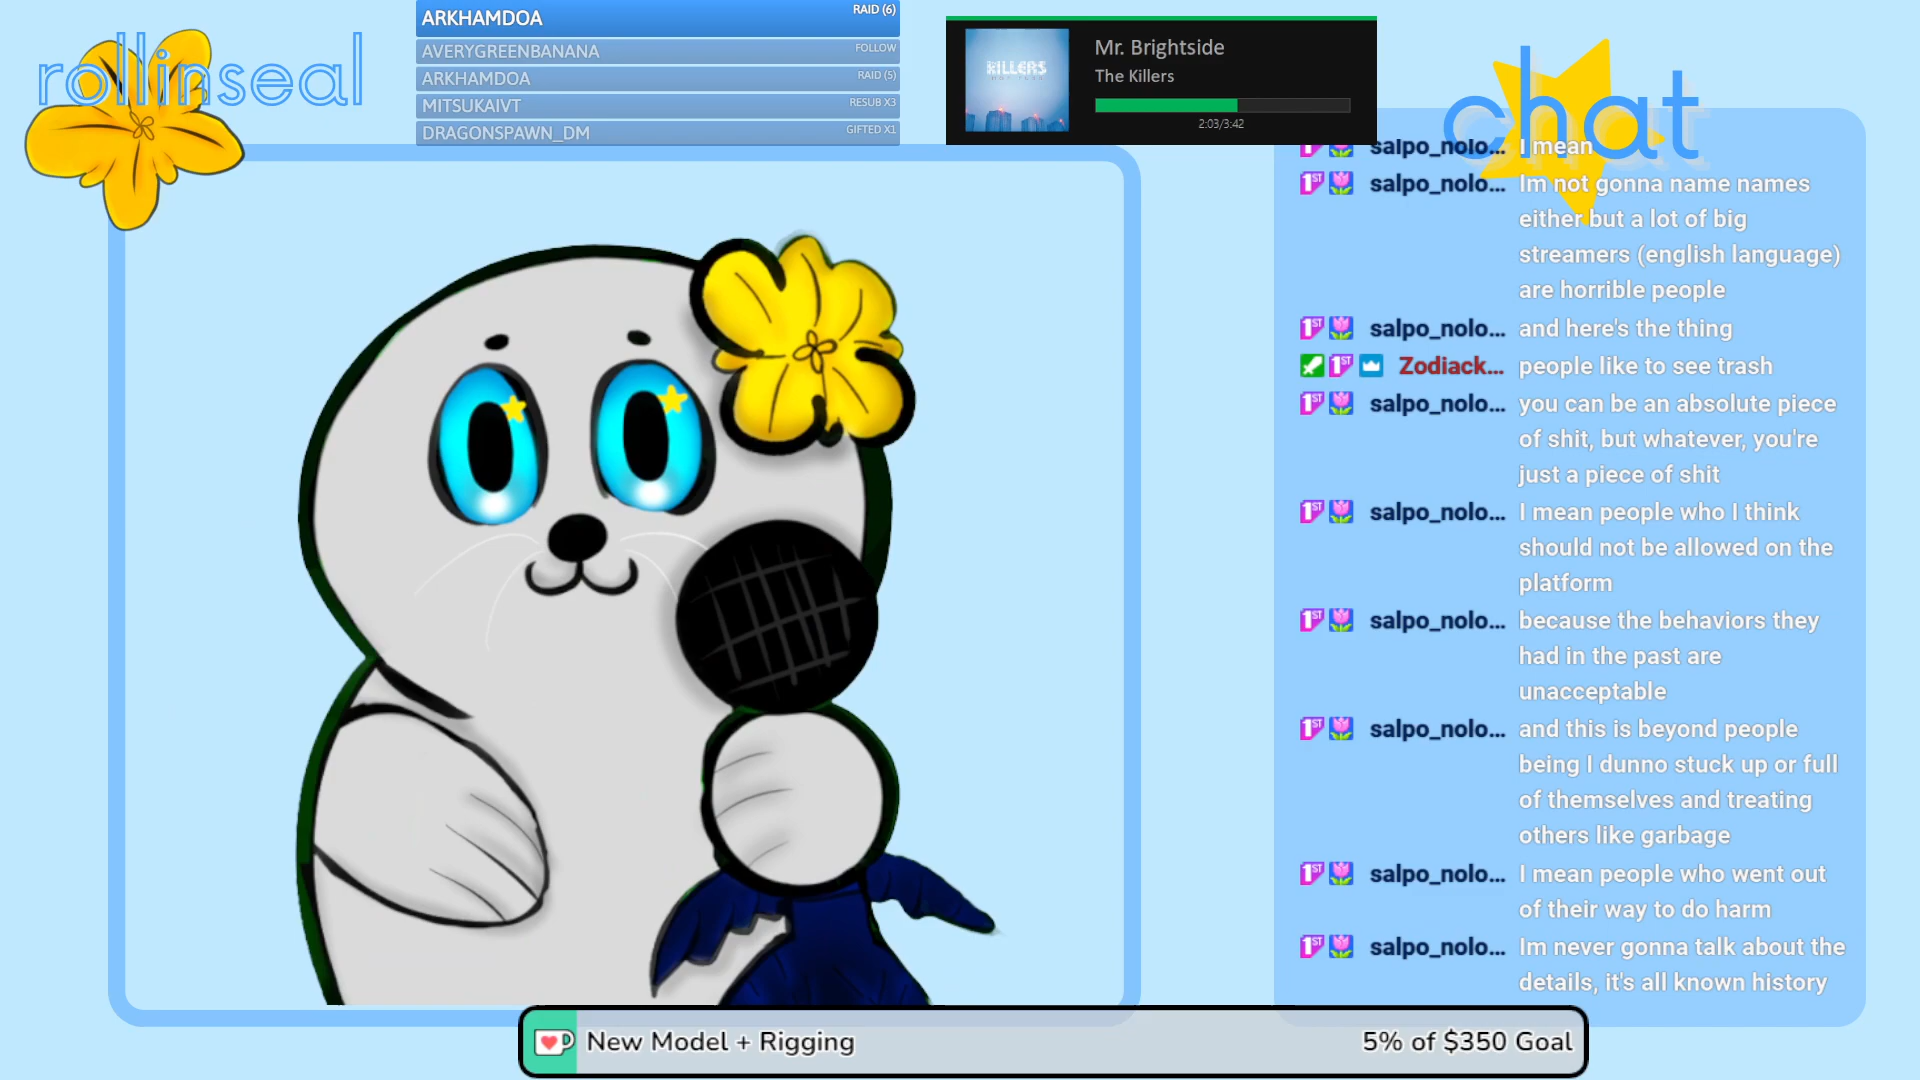 rollinseal
ARKHAMDOA RAID (6)
AVERYGREENBANANA FOLLOW
ARKHAMDOA RAID (5)
MITSUKAIVT RESUB X3
DRAGONSPAWN_DM GIFTED X1
KILLERS
Mr. Brightside
The Killers
2:03/3:42
chat
salpo_nolo... I mean
salpo_nolo... Im not gonna name names
either but a lot of big
streamers (english language)
are horrible people
salpo_nolo... and here's the thing
Zodiack... people like to see trash
salpo_nolo... you can be an absolute piece
of shit, but whatever, you're
just a piece of shit
salpo_nolo... I mean people who I think
should not be allowed on the
platform
salpo_nolo... because the behaviors they
had in the past are
unacceptable
salpo_nolo... and this is beyond people
being I dunno stuck up or full
of themselves and treating
others like garbage
salpo_nolo... I mean people who went out
of their way to do harm
salpo_nolo... Im never gonna talk about the
details, it's all known history
New Model + Rigging 5% of $350 Goal